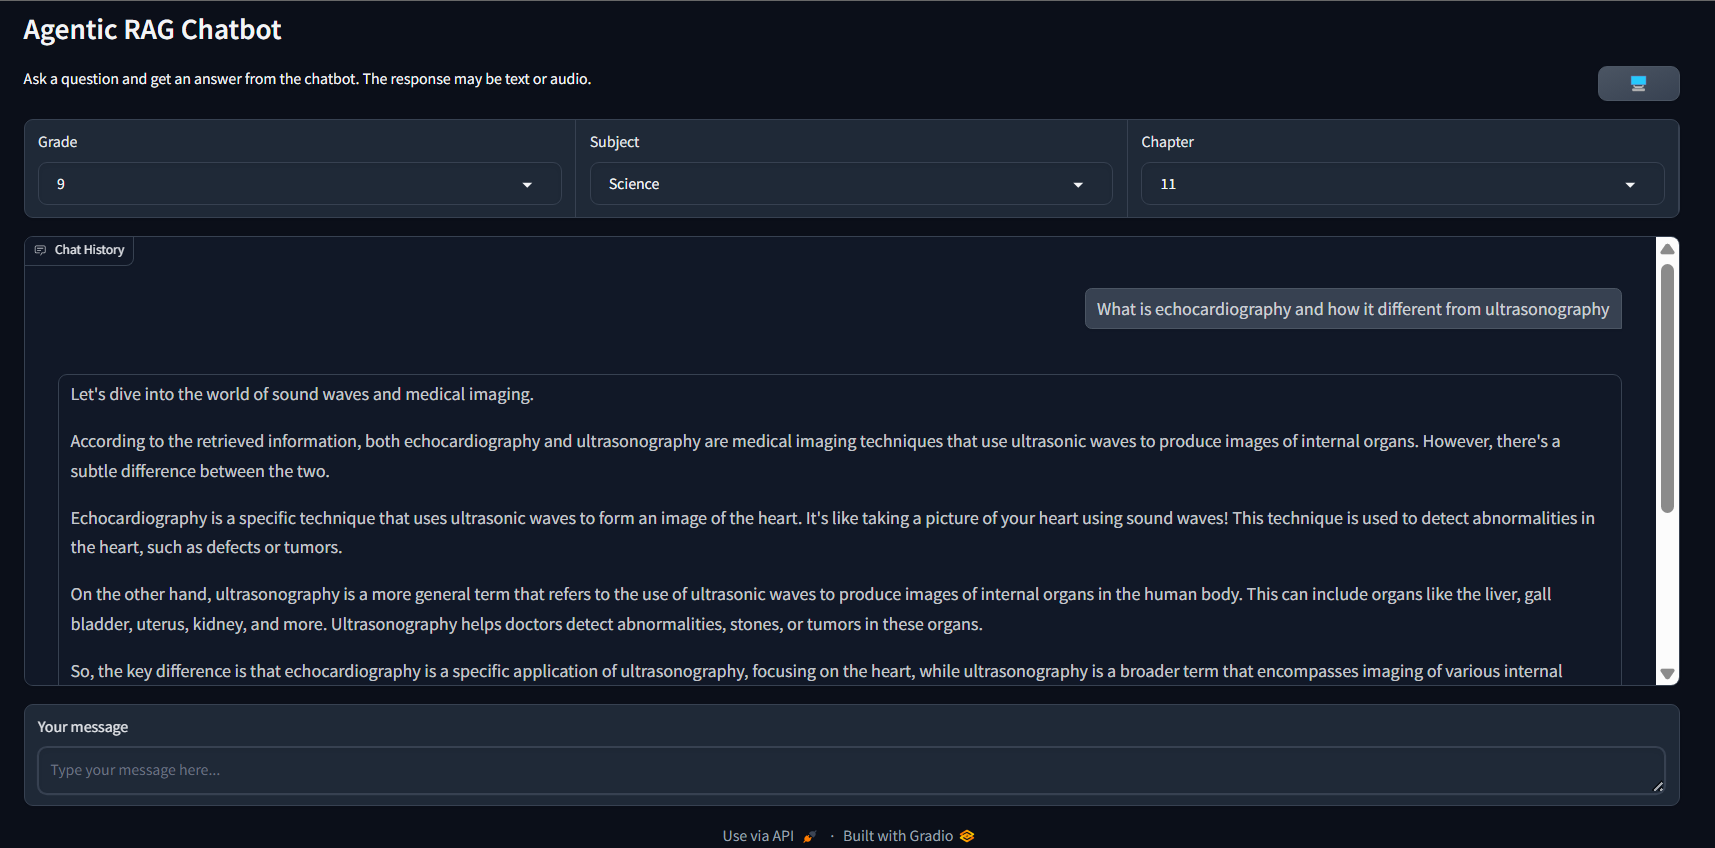 Agentic RAG Chatbot
Ask a question and get an answer from the chatbot. The response may be text or audio.
Grade
Subject
Chapter
9
Science
11
Chat History
What is echocardiography and how it different from ultrasonography
Let's dive into the world of sound waves and medical imaging.
According to the retrieved information, both echocardiography and ultrasonography are medical imaging techniques that use ultrasonic waves to produce images of internal organs. However, there's a
subtle difference between the two.
Echocardiography is a specific technique that uses ultrasonic waves to form an image of the heart. It's like taking a picture of your heart using sound waves! This technique is used to detect abnormalities in
the heart, such as defects or tumors.
On the other hand, ultrasonography is a more general term that refers to the use of ultrasonic waves to produce images of internal organs in the human body. This can include organs like the liver, gall
bladder, uterus, kidney, and more. Ultrasonography helps doctors detect abnormalities, stones, or tumors in these organs.
So, the key difference is that echocardiography is a specific application of ultrasonography, focusing on the heart, while ultrasonography is a broader term that encompasses imaging of various internal
Your message
Type your message here...
Use via API · Built with Gradio